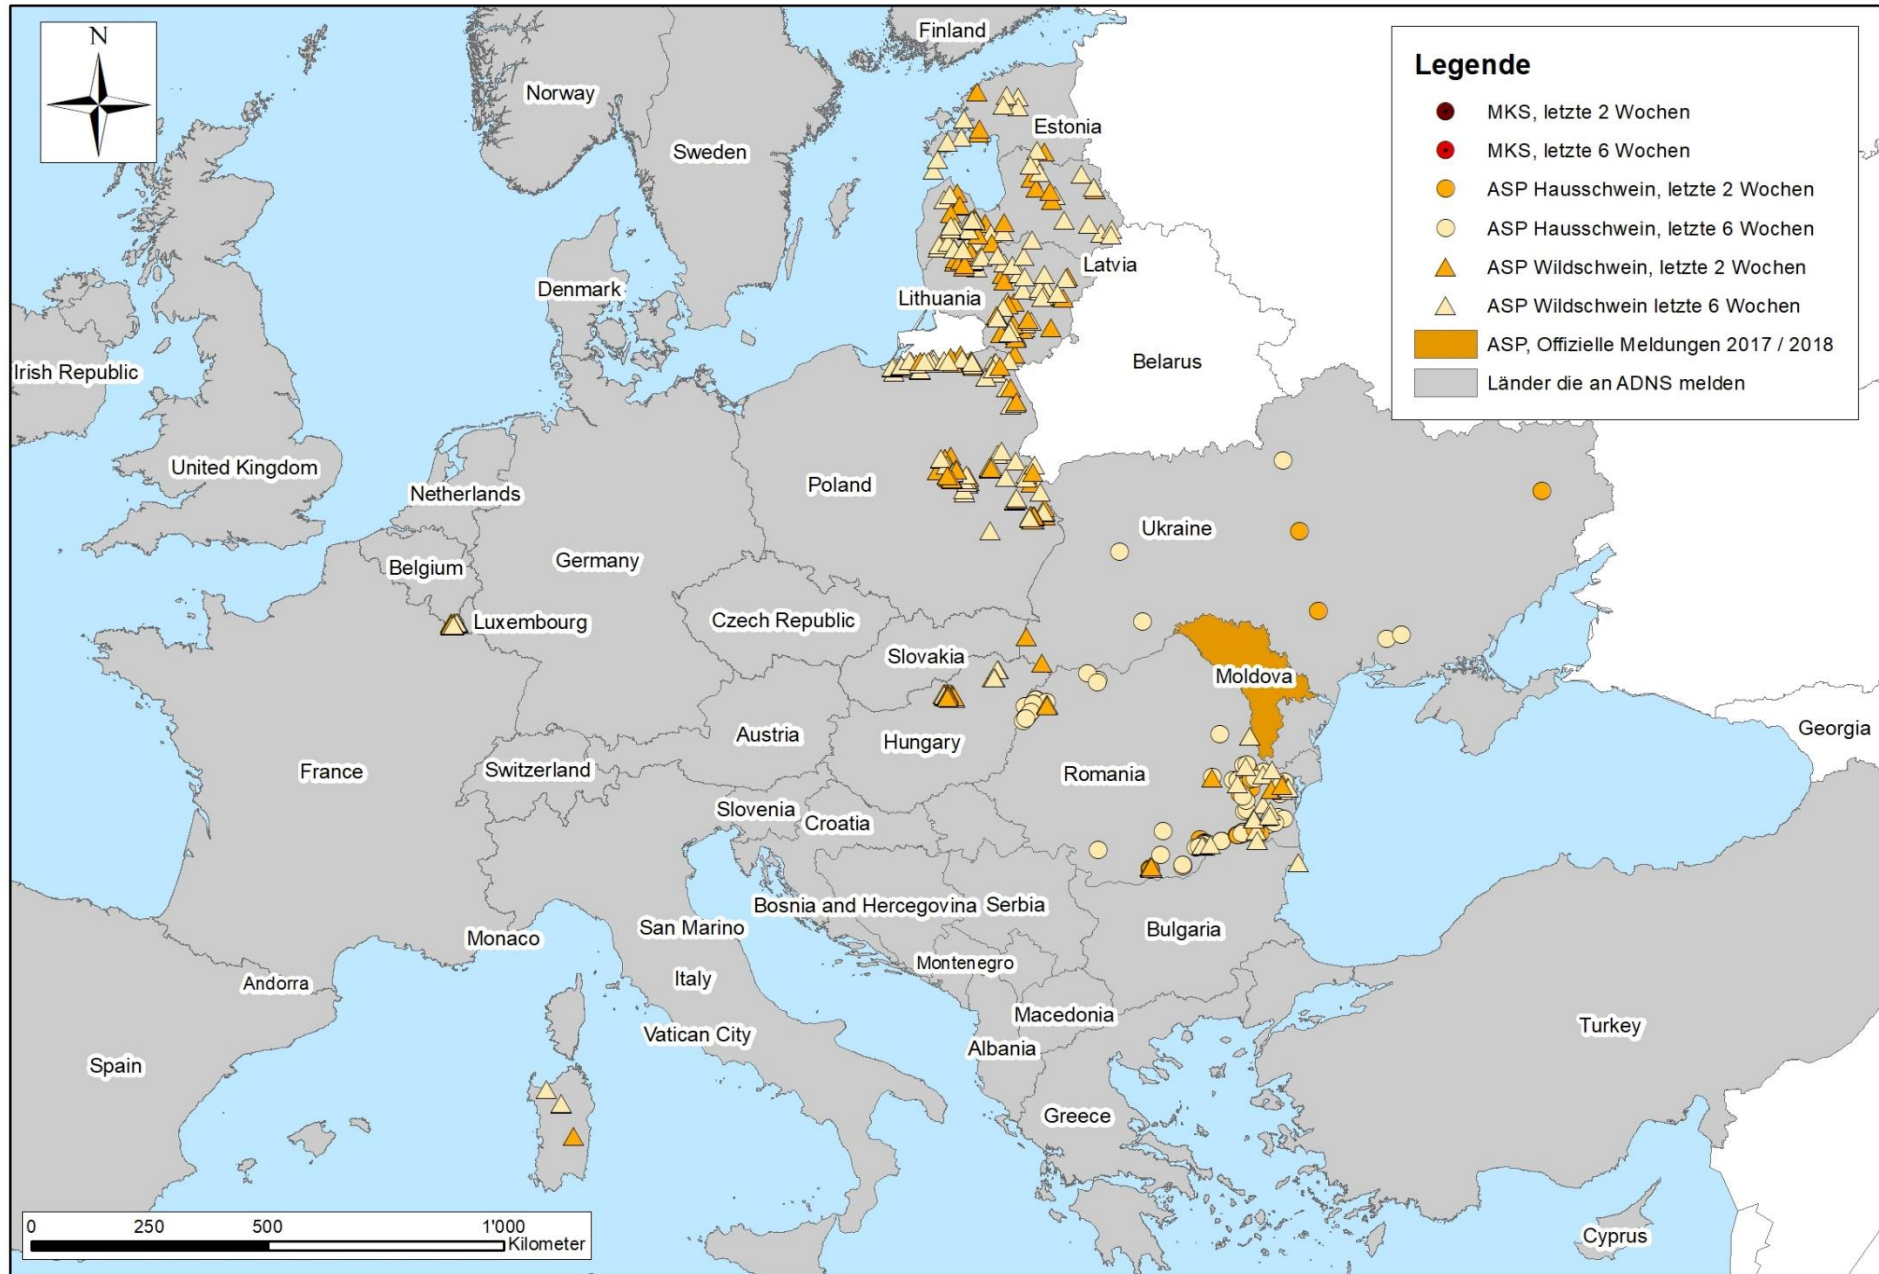 N
Legende
MKS, letzte 2 Wochen
MKS, letzte 6 Wochen
ASP Hausschwein, letzte 2 Wochen
ASP Hausschwein, letzte 6 Wochen
ASP Wildschwein, letzte 2 Wochen
ASP Wildschwein letzte 6 Wochen
ASP, Offizielle Meldungen 2017 / 2018
Länder die an ADNS melden
Finland
Norway
Estonia
Sweden
Latvia
Denmark
Lithuania
Belarus
Irish Republic
United Kingdom
Netherlands
Poland
Ukraine
Belgium
Germany
Luxembourg
Czech Republic
Slovakia
Moldova
Austria
Hungary
Georgia
France
Switzerland
Romania
Slovenia
Croatia
Bosnia and Hercegovina
Serbia
San Marino
Bulgaria
Monaco
Montenegro
Italy
Andorra
Macedonia
Turkey
Vatican City
Albania
Spain
Greece
Cyprus
0 250 500 1'000
Kilometer